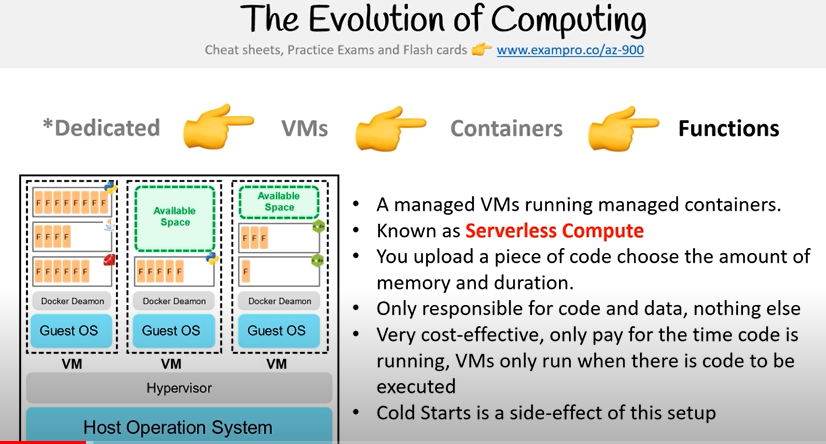 The Evolution of Computing
Cheat sheets, Practice Exams and Flash cards www.exampro.co/az-900
*Dedicated VMs Containers Functions
F F F F F F F F
F F F F
F F F F F F
Docker Deamon
Guest OS
VM
Available
Space
F F F F F
Docker Deamon
Guest OS
VM
Available
Space
F F F
F
Docker Deamon
Guest OS
VM
Hypervisor
Host Operation System
• A managed VMs running managed containers.
• Known as Serverless Compute
• You upload a piece of code choose the amount of
memory and duration.
• Only responsible for code and data, nothing else
• Very cost-effective, only pay for the time code is
running, VMs only run when there is code to be
executed
• Cold Starts is a side-effect of this setup